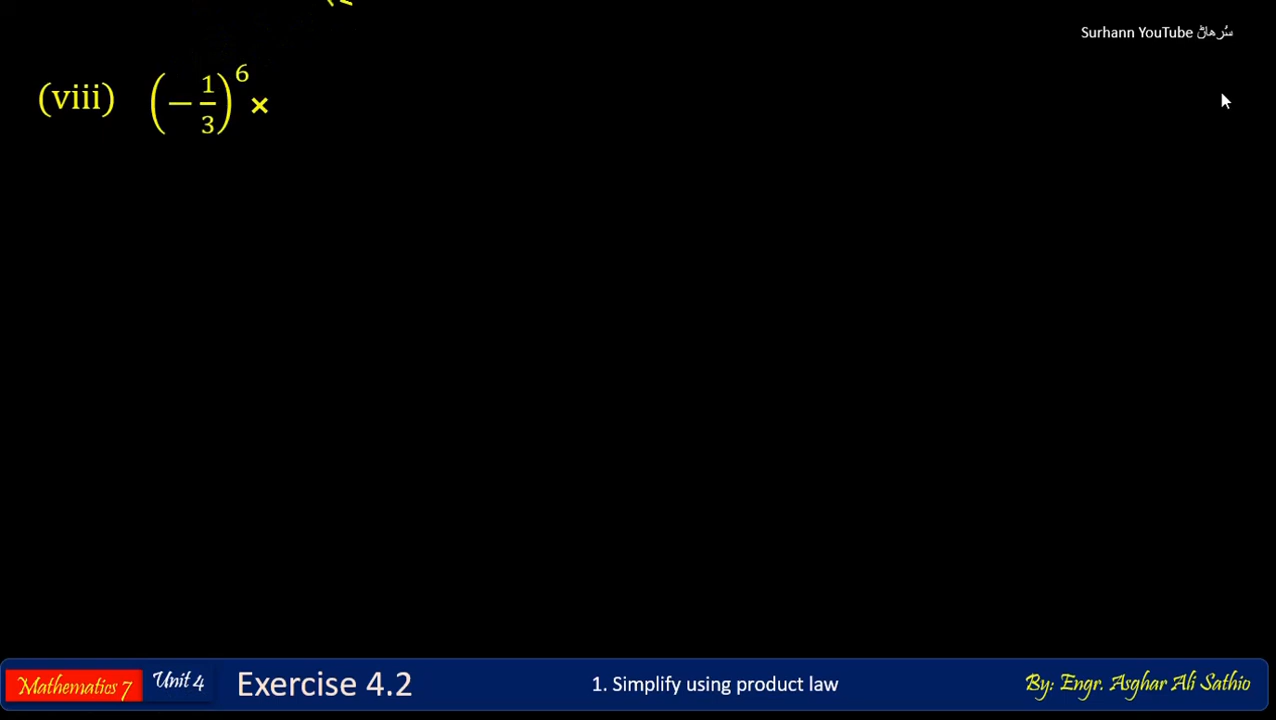 Surhann YouTube سُرھاڻ
(viii) (−1/3)^6 ×
Mathematics 7 Unit 4 Exercise 4.2 1. Simplify using product law By: Engr. Asghar Ali Sathio